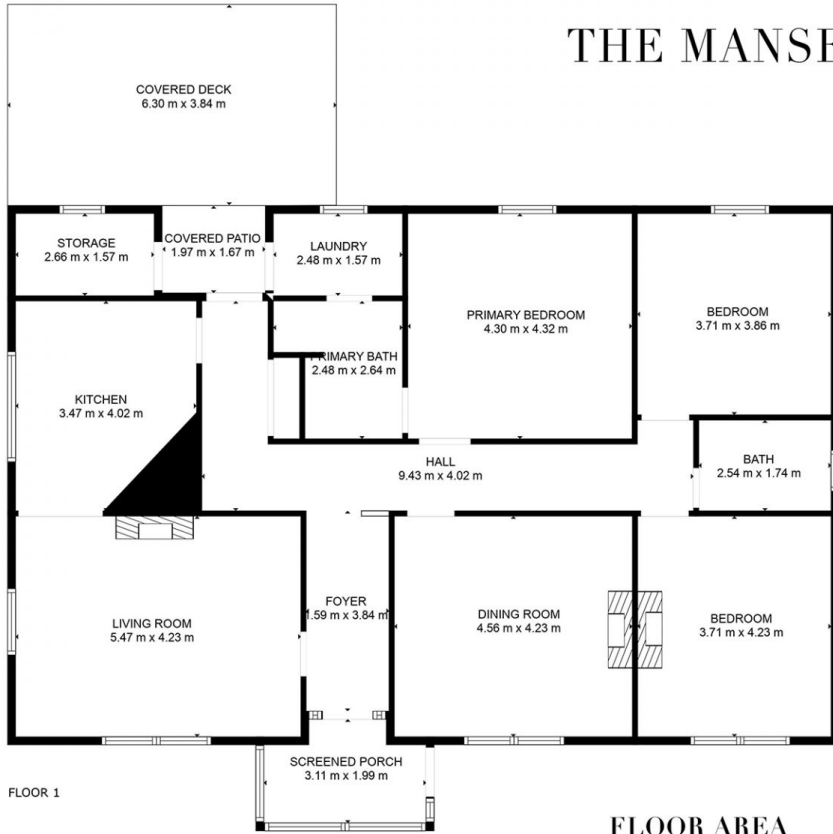 THE MANSE
COVERED DECK
6.30 m x 3.84 m
STORAGE
2.66 m x 1.57 m
COVERED PATIO
1.97 m x 1.67 m
LAUNDRY
2.48 m x 1.57 m
PRIMARY BEDROOM
4.30 m x 4.32 m
BEDROOM
3.71 m x 3.86 m
PRIMARY BATH
2.48 m x 2.64 m
KITCHEN
3.47 m x 4.02 m
HALL
9.43 m x 4.02 m
BATH
2.54 m x 1.74 m
LIVING ROOM
5.47 m x 4.23 m
FOYER
1.59 m x 3.84 m
DINING ROOM
4.56 m x 4.23 m
BEDROOM
3.71 m x 4.23 m
SCREENED PORCH
3.11 m x 1.99 m
FLOOR 1
FLOOR AREA